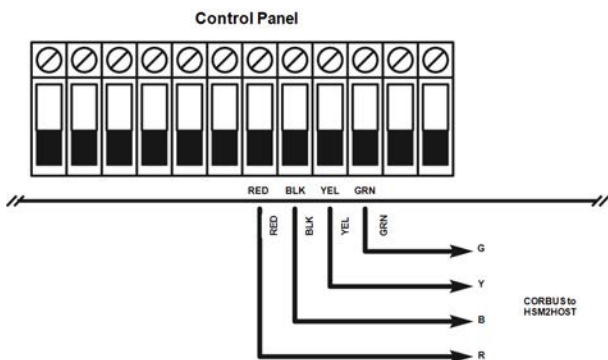 Control Panel
RED BLK YEL GRN
RED BLK YEL GRN
G
Y
CORBUS to
HSM2HOST
B
R